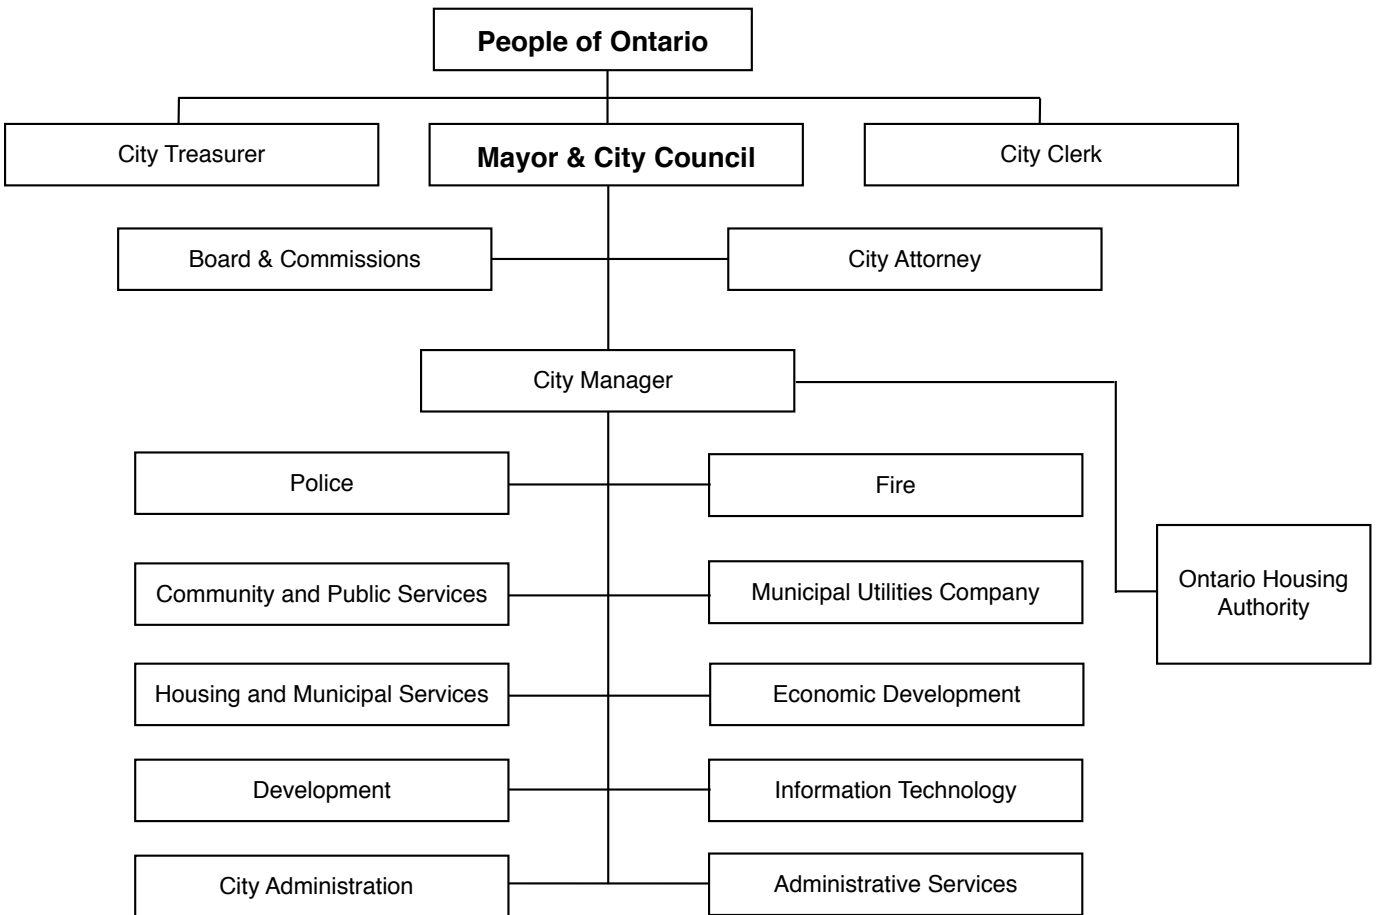 People of Ontario
City Treasurer
Mayor & City Council
City Clerk
Board & Commissions
City Attorney
City Manager
Police
Fire
Community and Public Services
Municipal Utilities Company
Ontario Housing
Authority
Housing and Municipal Services
Economic Development
Development
Information Technology
City Administration
Administrative Services